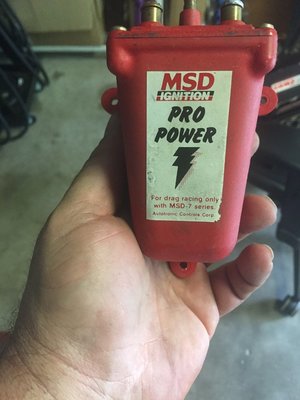 MSD
IGNITION
PRO
POWER
For drag racing only
with MSD-7 series.
Autotronic Controls Corp.